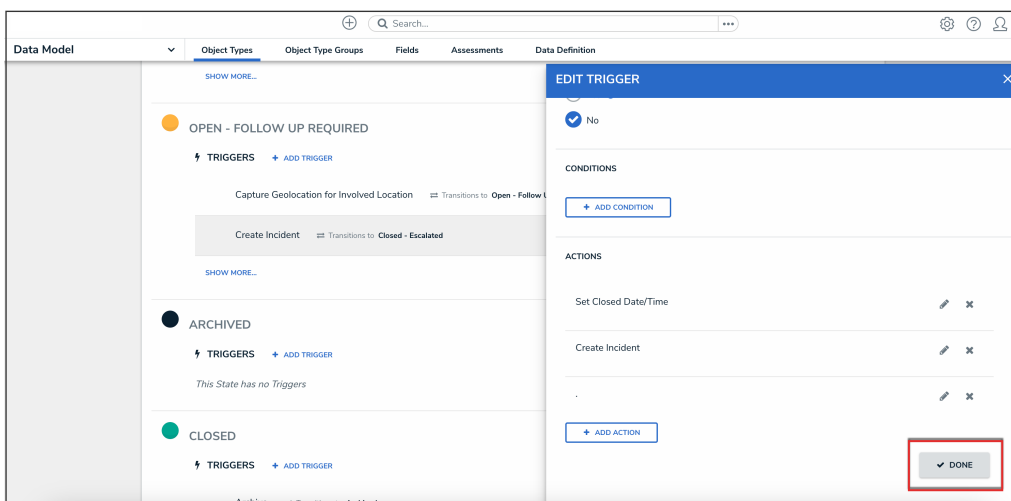 Search...
Data Model
Object Types
Object Type Groups
Fields
Assessments
Data Definition
SHOW MORE...
OPEN - FOLLOW UP REQUIRED
TRIGGERS + ADD TRIGGER
Capture Geolocation for Involved Location Transitions to Open - Follow
Create Incident Transitions to Closed - Escalated
SHOW MORE...
ARCHIVED
TRIGGERS + ADD TRIGGER
This State has no Triggers
CLOSED
TRIGGERS + ADD TRIGGER
EDIT TRIGGER
No
CONDITIONS
+ ADD CONDITION
ACTIONS
Set Closed Date/Time
Create Incident
.
+ ADD ACTION
DONE